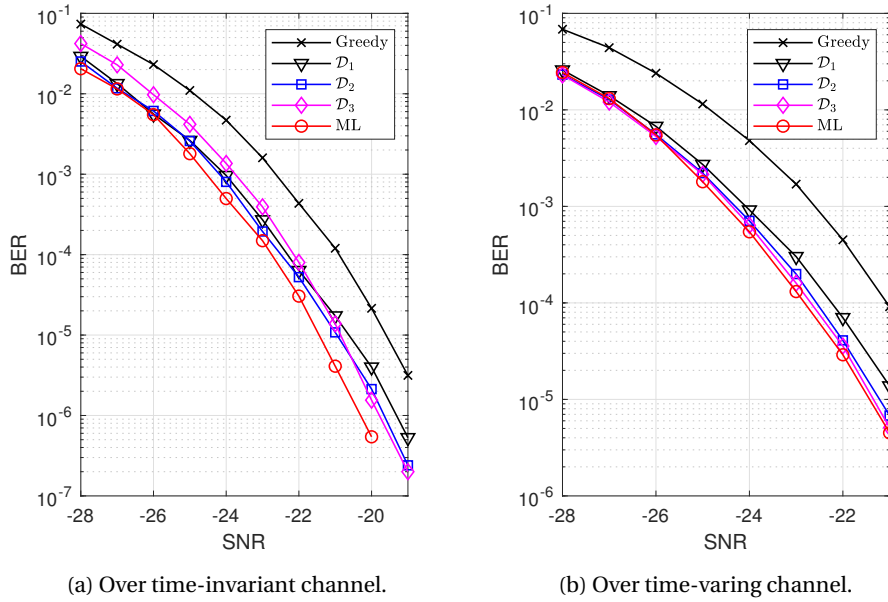 10^-1
10^-2
10^-3
10^-4
10^-5
10^-6
10^-7
BER
-28 -26 -24 -22 -20
SNR
Greedy
𝒟_1
𝒟_2
𝒟_3
ML
(a) Over time-invariant channel.
10^-1
10^-2
10^-3
10^-4
10^-5
10^-6
BER
-28 -26 -24 -22
SNR
Greedy
𝒟_1
𝒟_2
𝒟_3
ML
(b) Over time-varing channel.